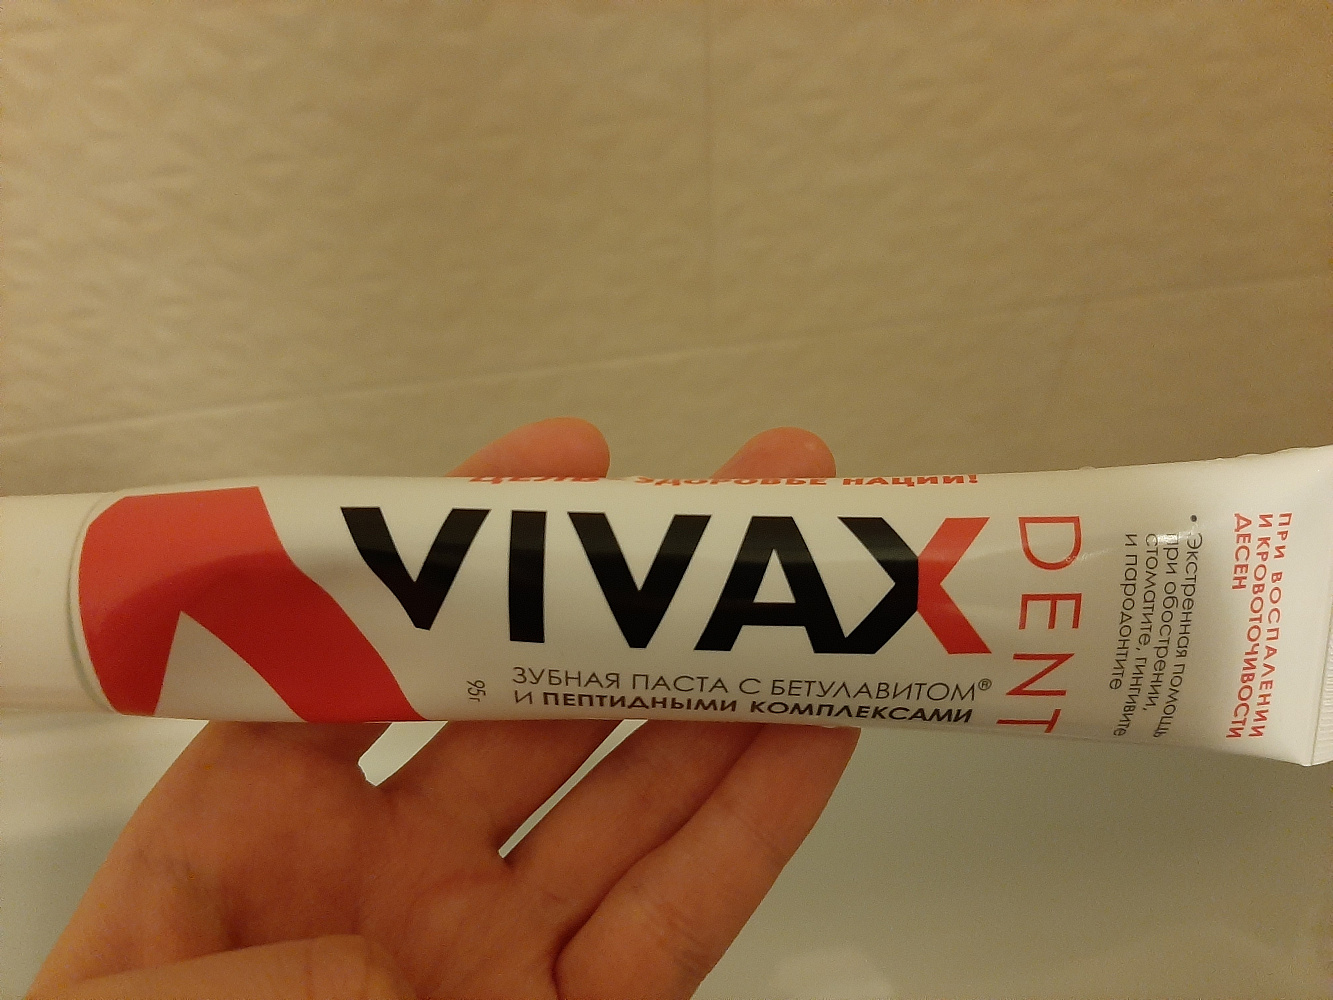 Цель - здоровье нации!
VIVAX
DENT
ЗУБНАЯ ПАСТА С БЕТУЛАВИТОМ®
И ПЕПТИДНЫМИ КОМПЛЕКСАМИ
95 г
• Экстренная помощь
при обострении,
стоматите, гингивите
и пародонтите
ПРИ ВОСПАЛЕНИИ
И КРОВОТОЧИВОСТИ
ДЕСЕН